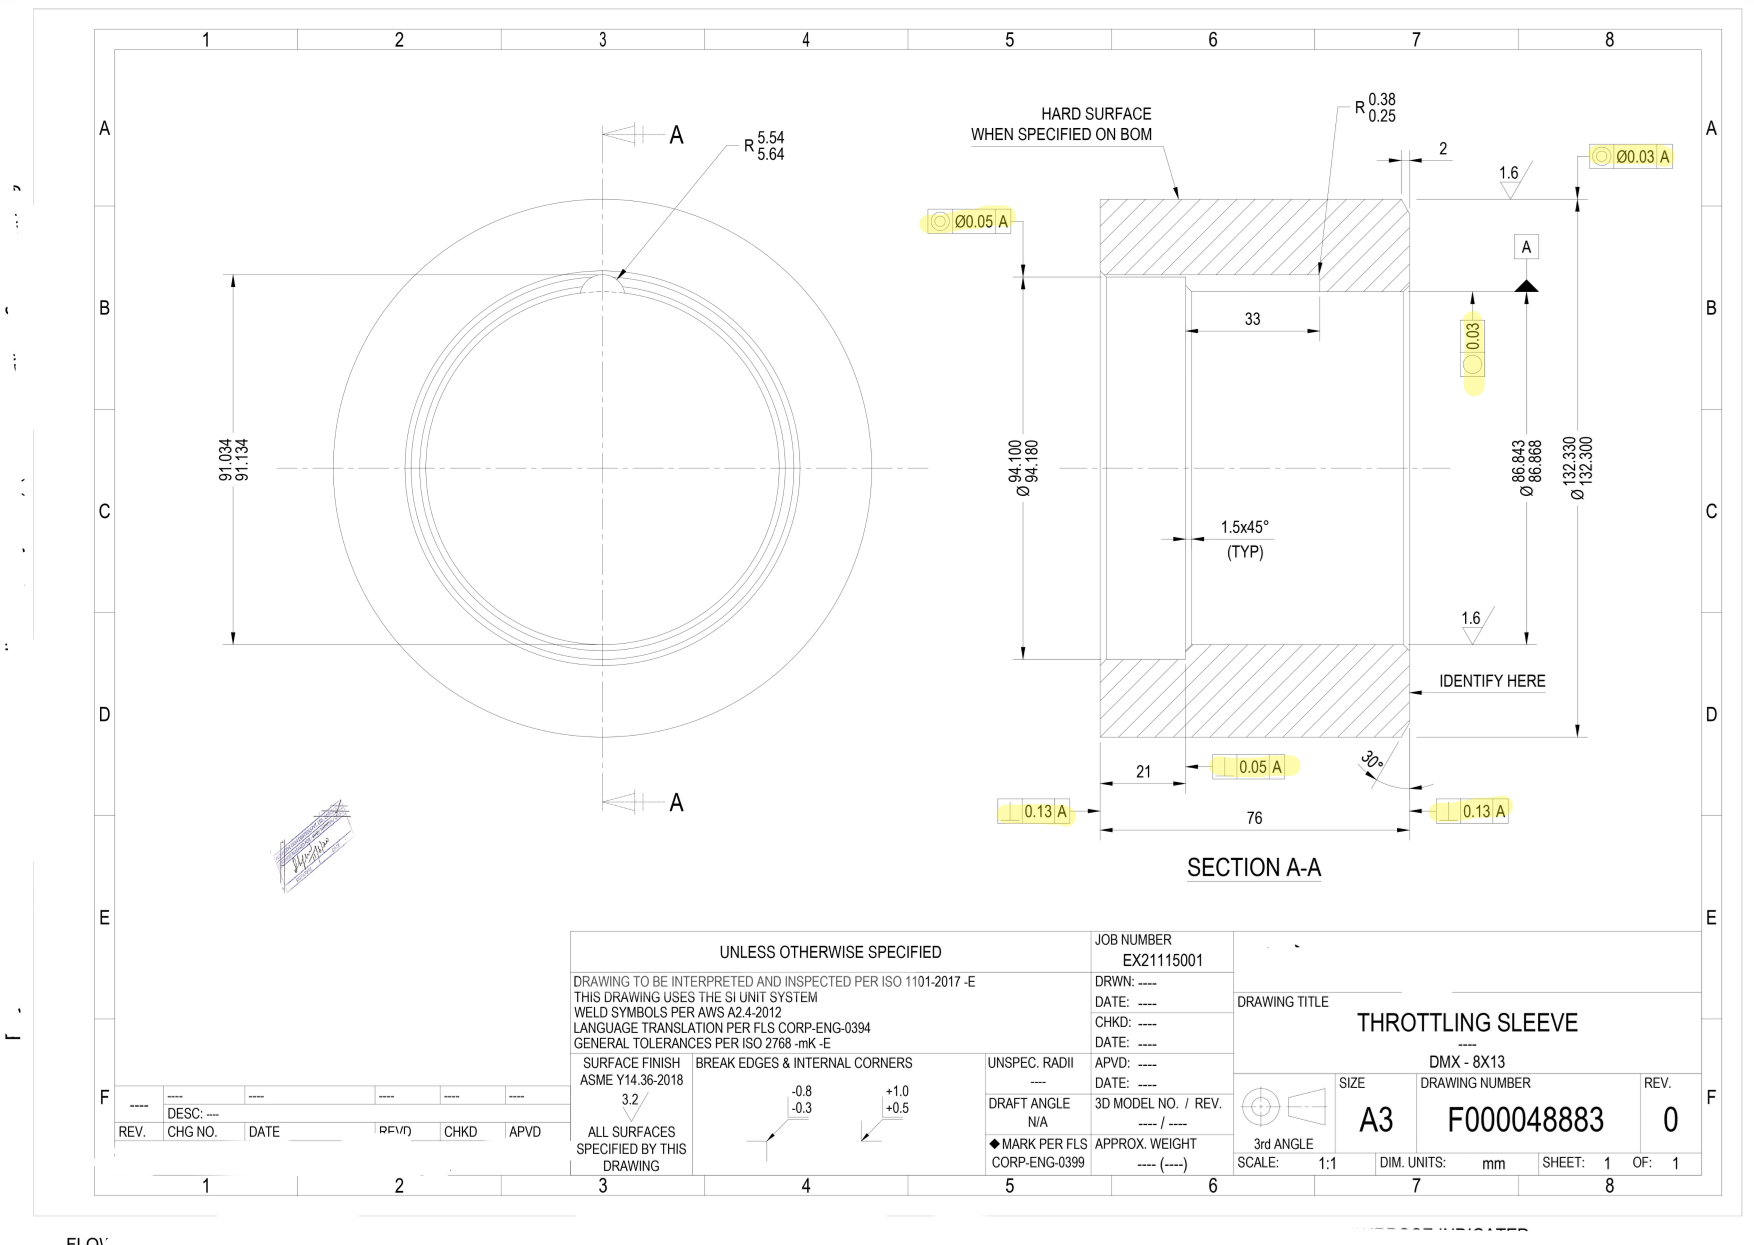 1 2 3 4 5 6 7 8
A
A
B
B
C
C
D
D
E
E
F
F
A
R 5.54
5.64
91.034
91.134
A
HARD SURFACE
WHEN SPECIFIED ON BOM
R 0.38
0.25
2
Ø0.03 A
1.6
Ø0.05 A
A
0.03
33
Ø 94.100
94.180
Ø 86.843
86.868
Ø 132.330
132.300
1.5x45°
(TYP)
1.6
IDENTIFY HERE
30°
21
0.05 A
0.13 A
0.13 A
76
SECTION A-A
UNLESS OTHERWISE SPECIFIED
DRAWING TO BE INTERPRETED AND INSPECTED PER ISO 1101-2017 -E
THIS DRAWING USES THE SI UNIT SYSTEM
WELD SYMBOLS PER AWS A2.4-2012
LANGUAGE TRANSLATION PER FLS CORP-ENG-0394
GENERAL TOLERANCES PER ISO 2768 -mK -E
SURFACE FINISH
ASME Y14.36-2018
3.2
ALL SURFACES
SPECIFIED BY THIS
DRAWING
BREAK EDGES & INTERNAL CORNERS
-0.8
-0.3
+1.0
+0.5
UNSPEC. RADII
----
DRAFT ANGLE
N/A
◆MARK PER FLS
CORP-ENG-0399
JOB NUMBER
EX21115001
DRWN: ----
DATE: ----
CHKD: ----
DATE: ----
APVD: ----
DATE: ----
3D MODEL NO. / REV.
---- / ----
APPROX. WEIGHT
---- (----)
DRAWING TITLE
THROTTLING SLEEVE
----
DMX - 8X13
3rd ANGLE
SIZE
A3
DRAWING NUMBER
F000048883
REV.
0
SCALE: 1:1
DIM. UNITS: mm
SHEET: 1 OF: 1
---- ---- ---- ---- ---- ----
DESC: ----
REV. CHG NO. DATE REVD CHKD APVD
1 2 3 4 5 6 7 8